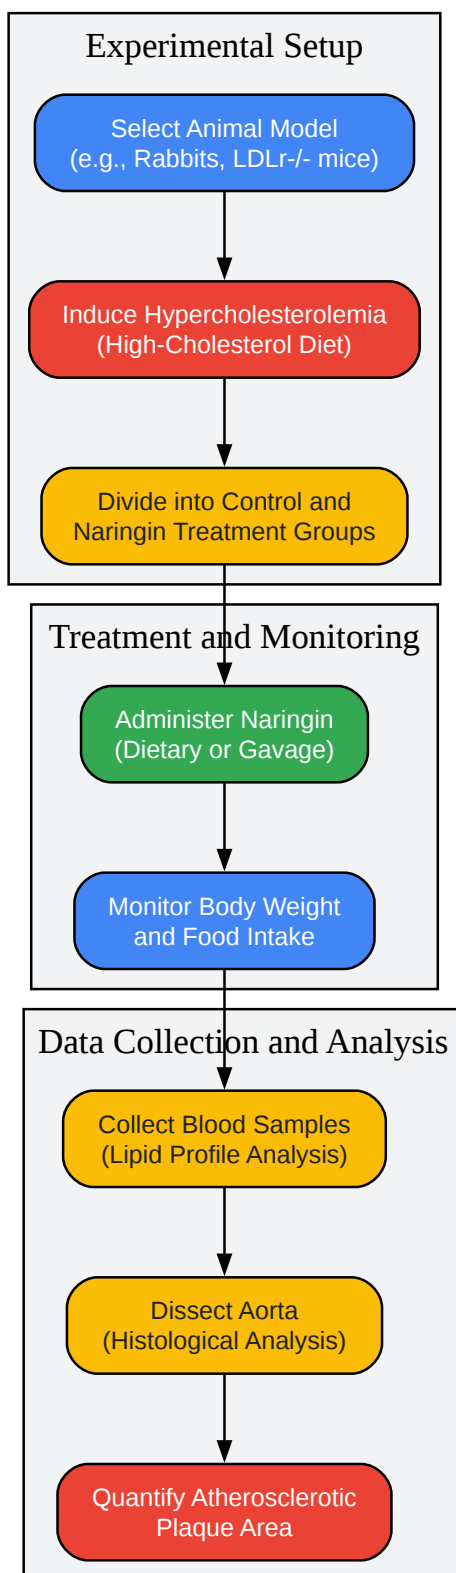 Experimental Setup
Select Animal Model
(e.g., Rabbits, LDLr-/- mice)
Induce Hypercholesterolemia
(High-Cholesterol Diet)
Divide into Control and
Naringin Treatment Groups
Treatment and Monitoring
Administer Naringin
(Dietary or Gavage)
Monitor Body Weight
and Food Intake
Data Collection and Analysis
Collect Blood Samples
(Lipid Profile Analysis)
Dissect Aorta
(Histological Analysis)
Quantify Atherosclerotic
Plaque Area